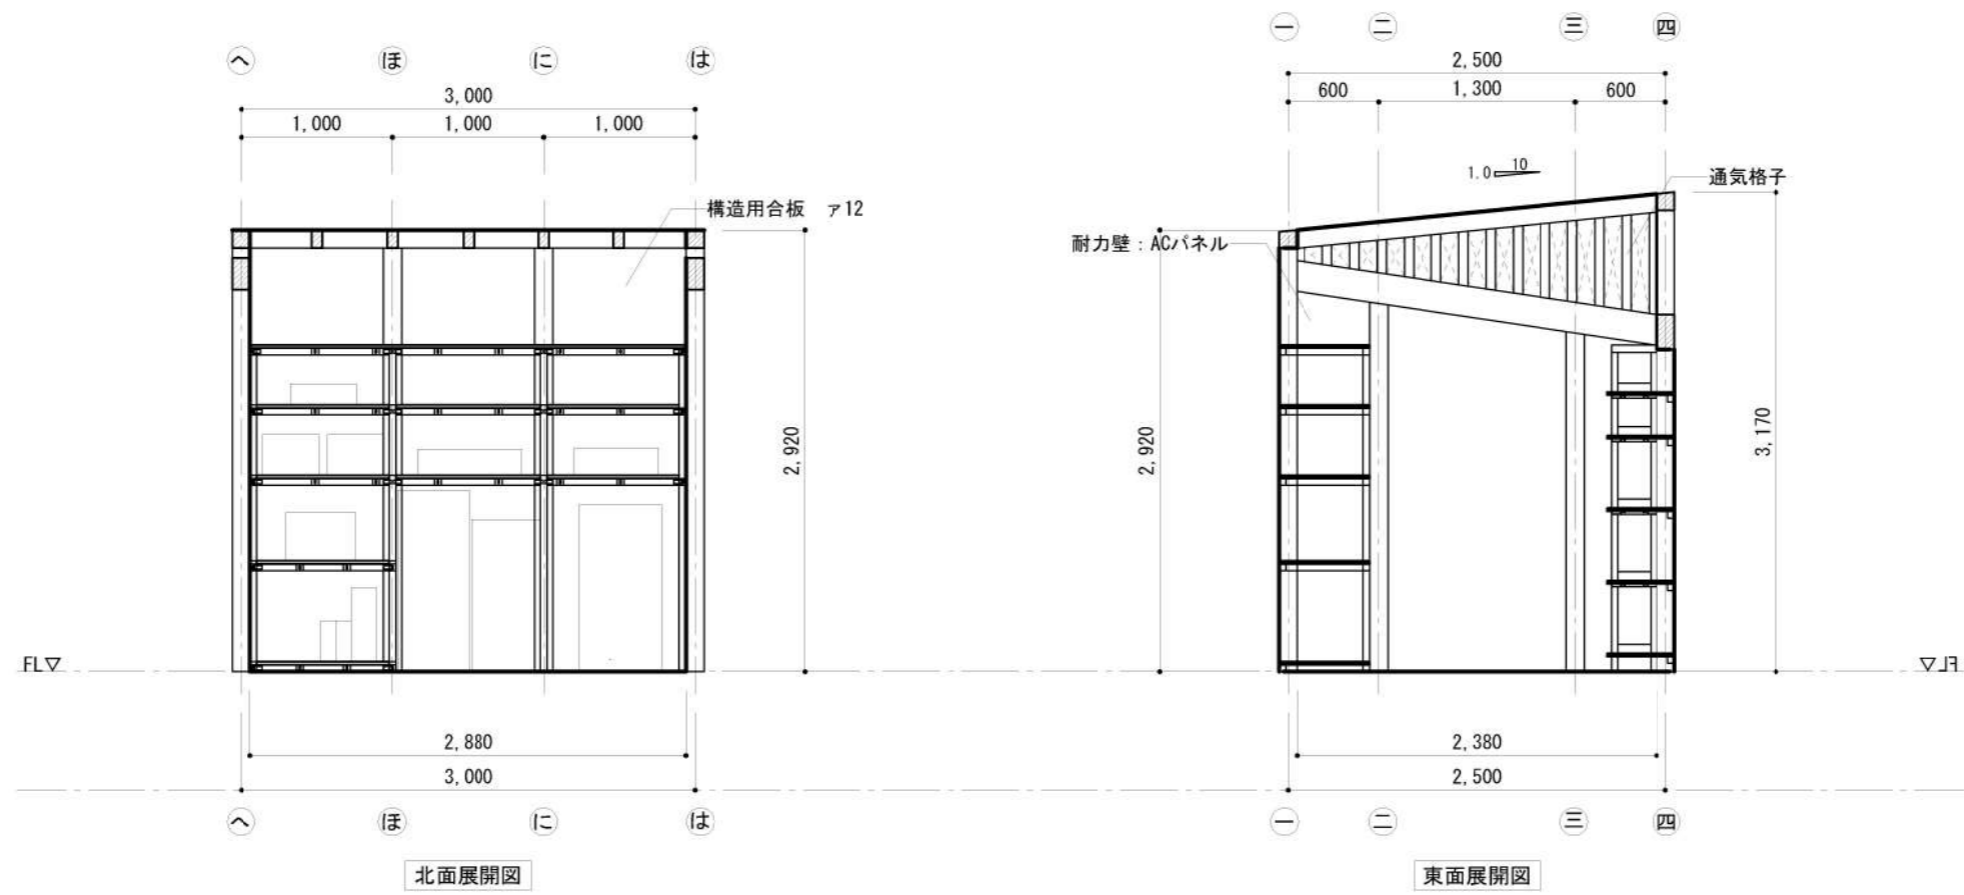 へ ほ に は
3,000
1,000 1,000 1,000
構造用合板 ァ12
2,920
FL▽
2,880
3,000
へ ほ に は
北面展開図
一 二 三 四
2,500
600 1,300 600
1.0 10
通気格子
耐力壁：ACパネル
2,920
3,170
▽FL
2,380
2,500
一 二 三 四
東面展開図